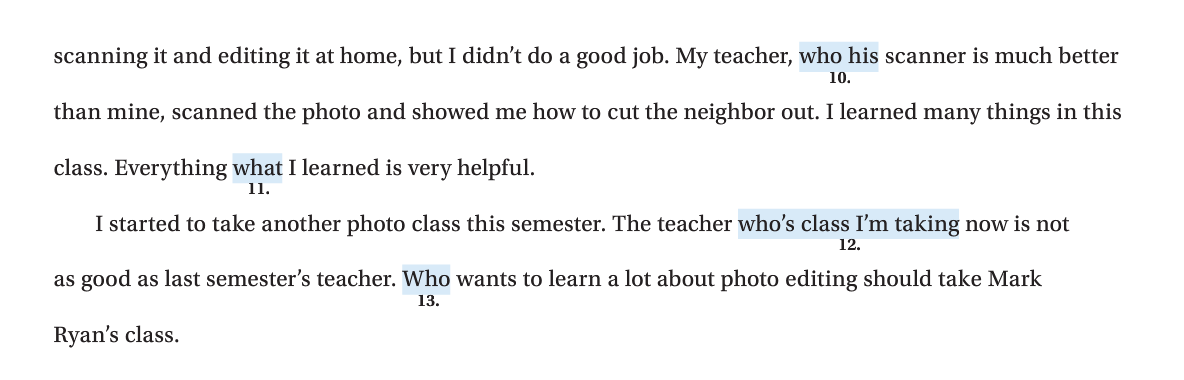 scanning it and editing it at home, but I didn’t do a good job. My teacher, who his scanner is much better
10.
than mine, scanned the photo and showed me how to cut the neighbor out. I learned many things in this
class. Everything what I learned is very helpful.
11.
I started to take another photo class this semester. The teacher who’s class I’m taking now is not
12.
as good as last semester’s teacher. Who wants to learn a lot about photo editing should take Mark
13.
Ryan’s class.